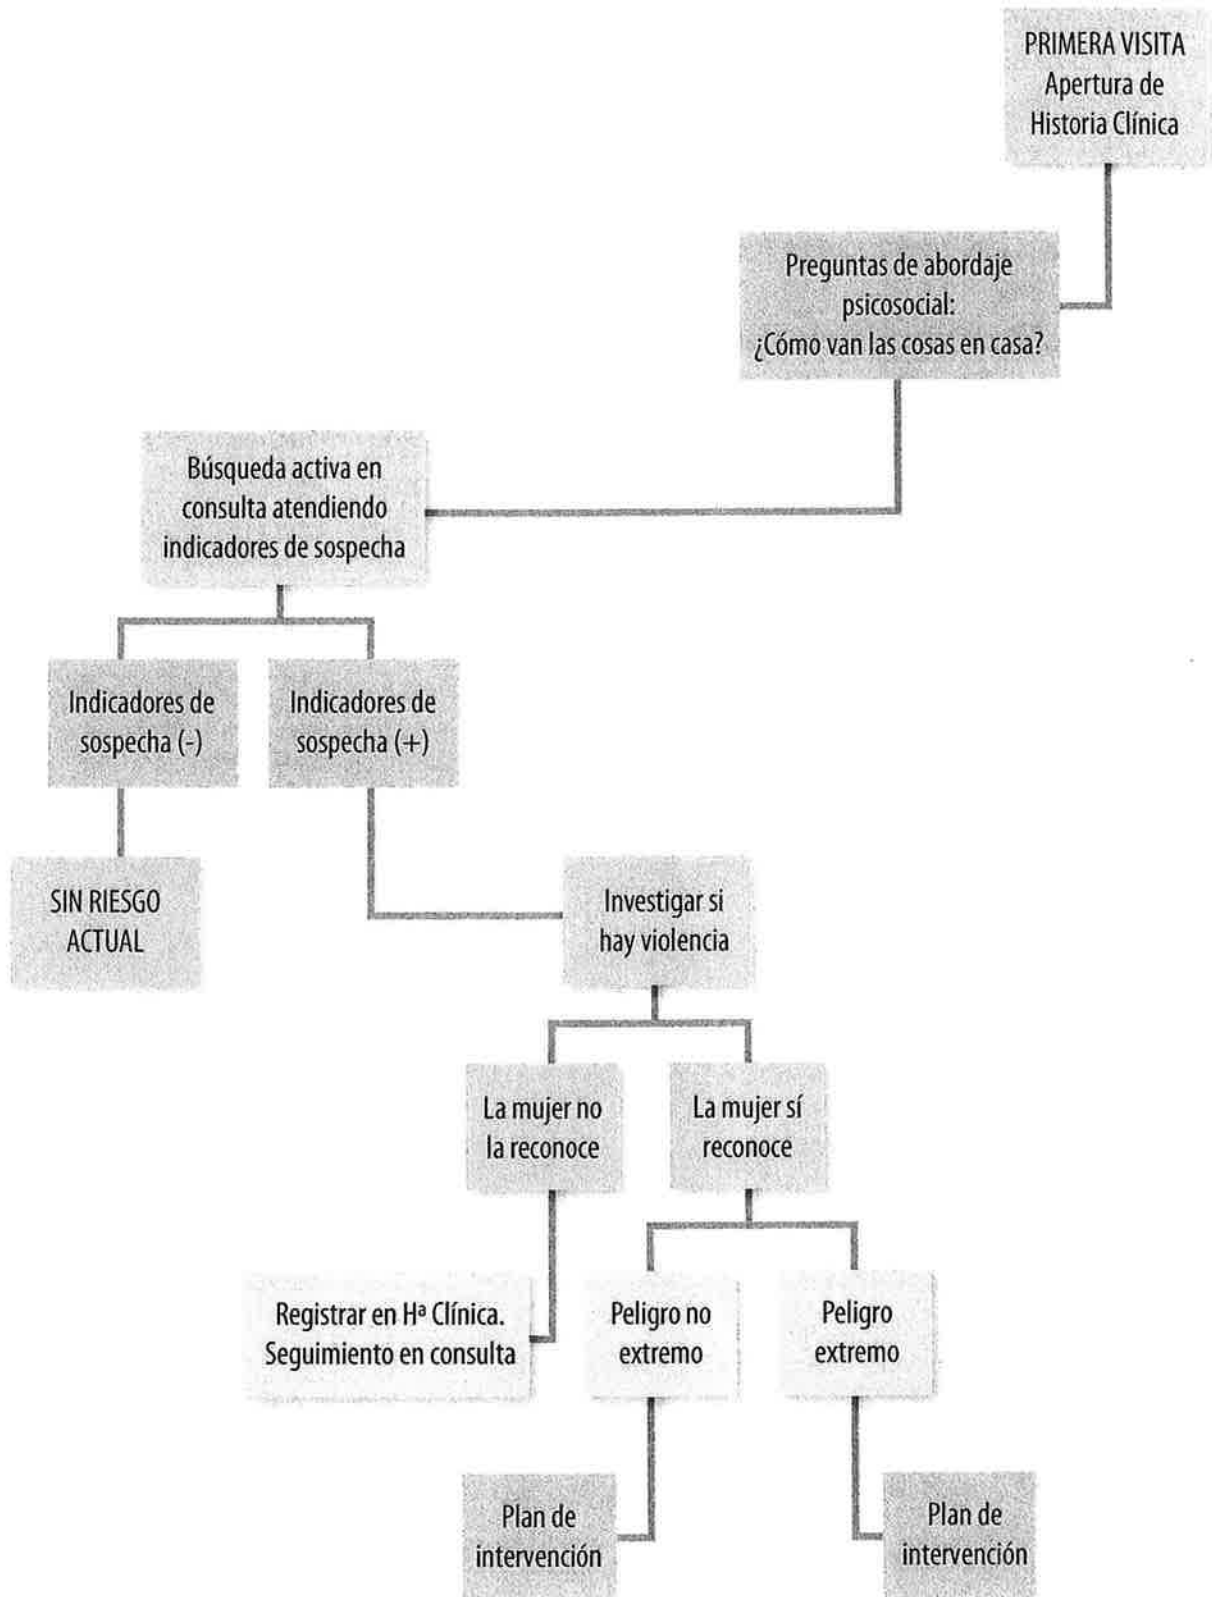 PRIMERA VISITA
Apertura de
Historia Clínica
Preguntas de abordaje
psicosocial:
¿Cómo van las cosas en casa?
Búsqueda activa en
consulta atendiendo
indicadores de sospecha
Indicadores de
sospecha (-)
Indicadores de
sospecha (+)
SIN RIESGO
ACTUAL
Investigar si
hay violencia
La mujer no
la reconoce
La mujer sí
reconoce
Registrar en Hª Clínica.
Seguimiento en consulta
Peligro no
extremo
Peligro
extremo
Plan de
intervención
Plan de
intervención